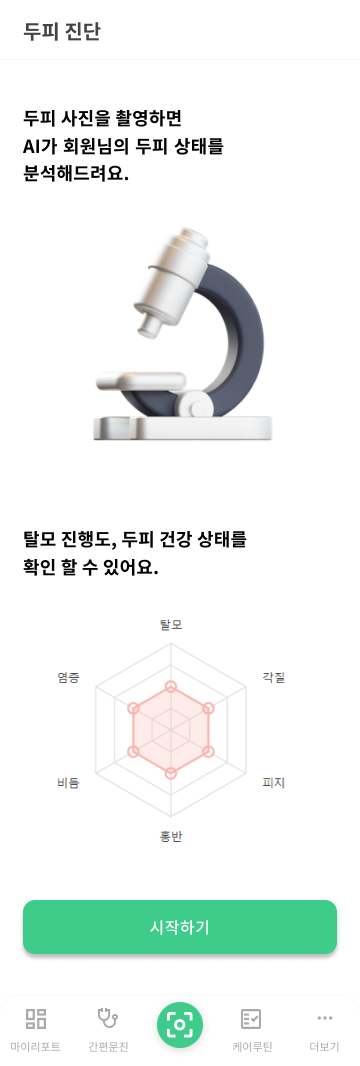 두피 진단
두피 사진을 촬영하면
AI가 회원님의 두피 상태를
분석해드려요.
탈모 진행도, 두피 건강 상태를
확인 할 수 있어요.
탈모
염증
각질
비듬
피지
홍반
시작하기
마이리포트
간편문진
케어루틴
더보기